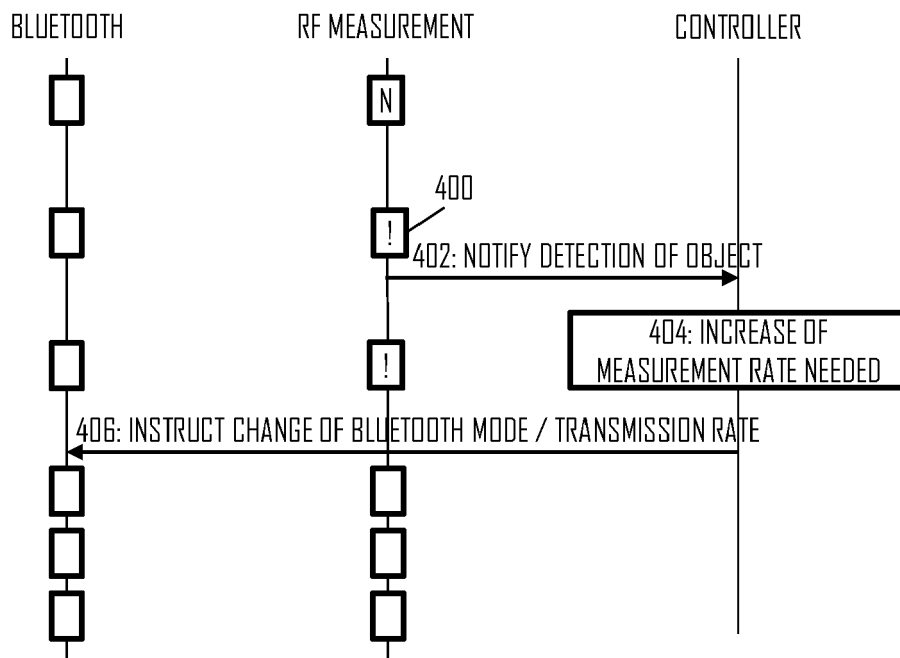 BLUETOOTH RF MEASUREMENT CONTROLLER
N
400
!
402: NOTIFY DETECTION OF OBJECT
404: INCREASE OF
MEASUREMENT RATE NEEDED
!
406: INSTRUCT CHANGE OF BLUETOOTH MODE / TRANSMISSION RATE